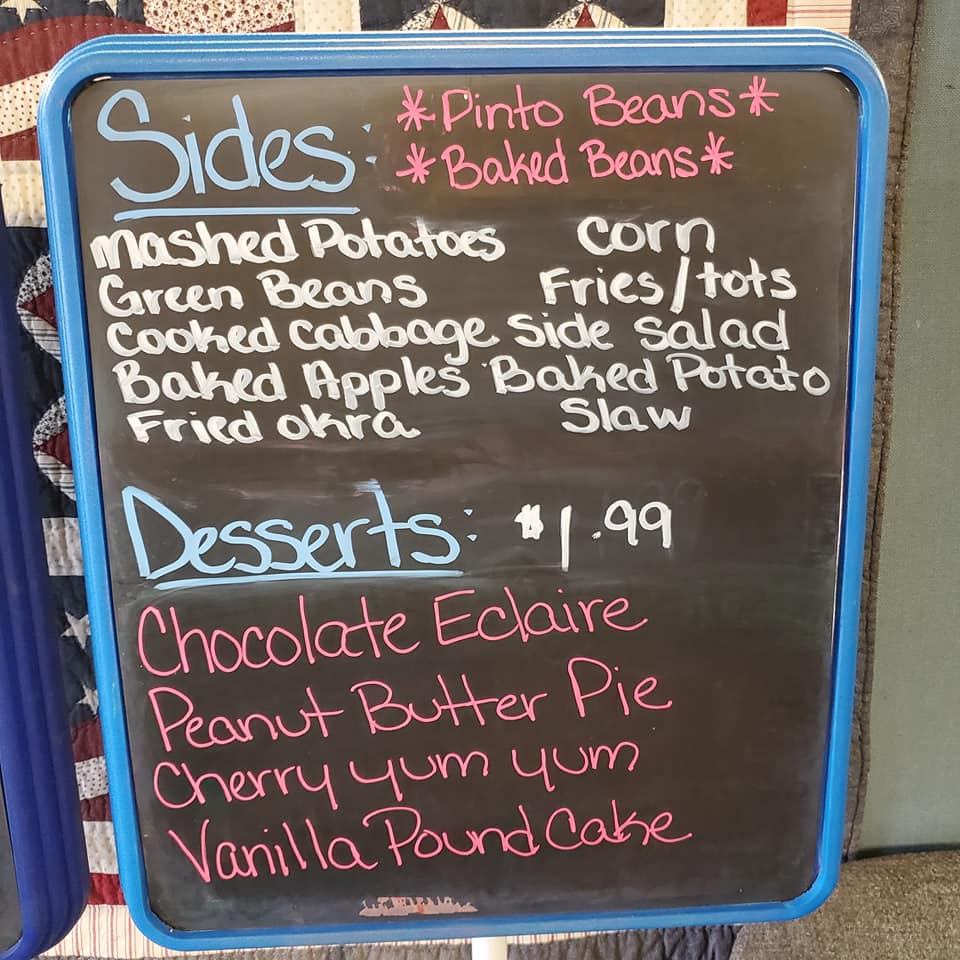 Sides: *Pinto Beans*
*Baked Beans*
Mashed Potatoes Corn
Green Beans Fries/tots
Cooked Cabbage Side Salad
Baked Apples Baked Potato
Fried okra Slaw
Desserts: $1.99
Chocolate Eclaire
Peanut Butter Pie
Cherry yum yum
Vanilla Pound Cake